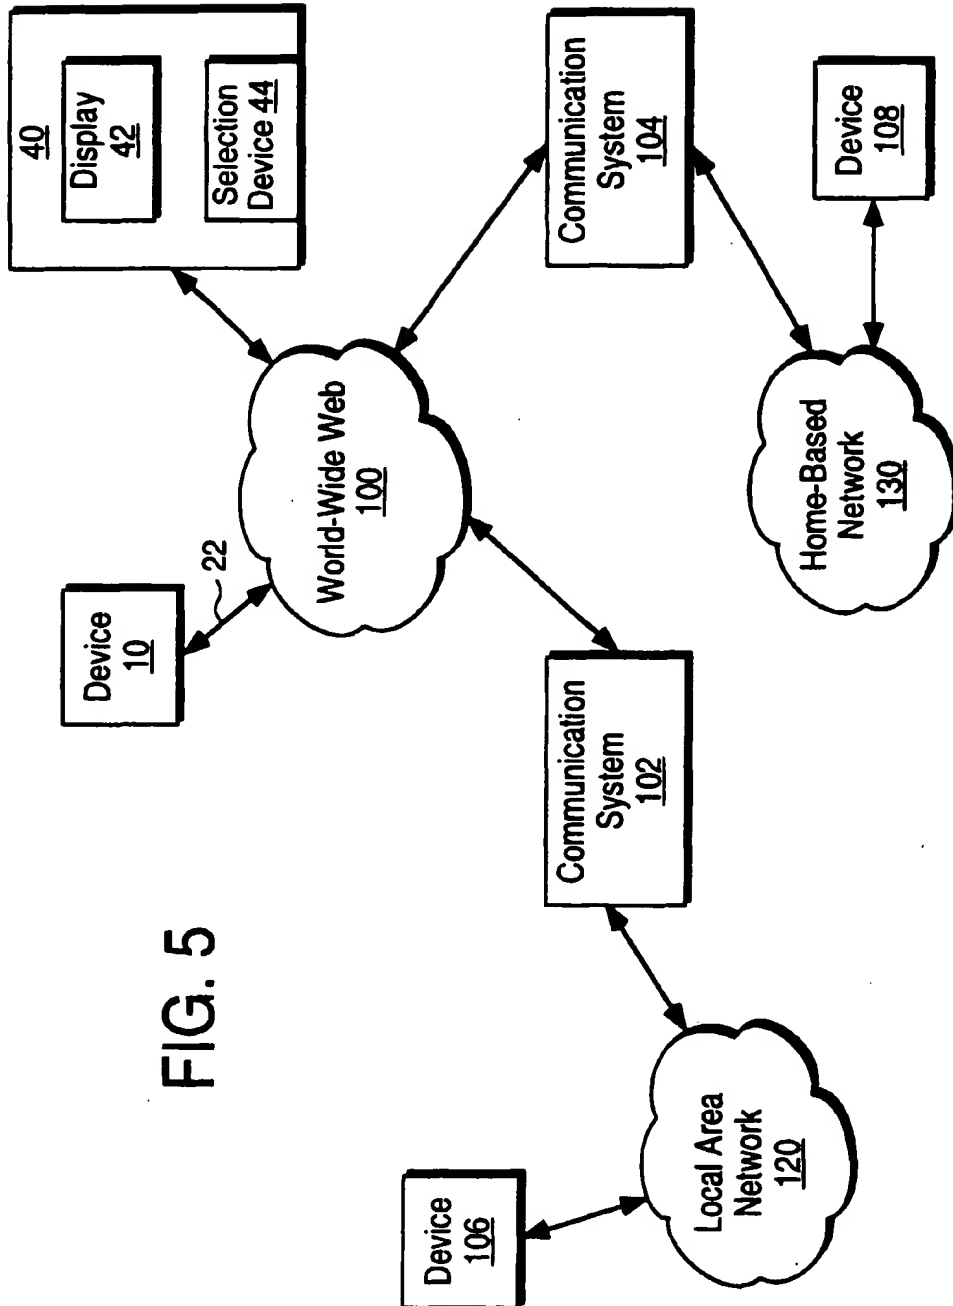 FIG. 5
Device
106
Local Area
Network
120
Communication
System
102
Device
10
22
World-Wide Web
100
40
Display
42
Selection
Device 44
Communication
System
104
Home-Based
Network
130
Device
108